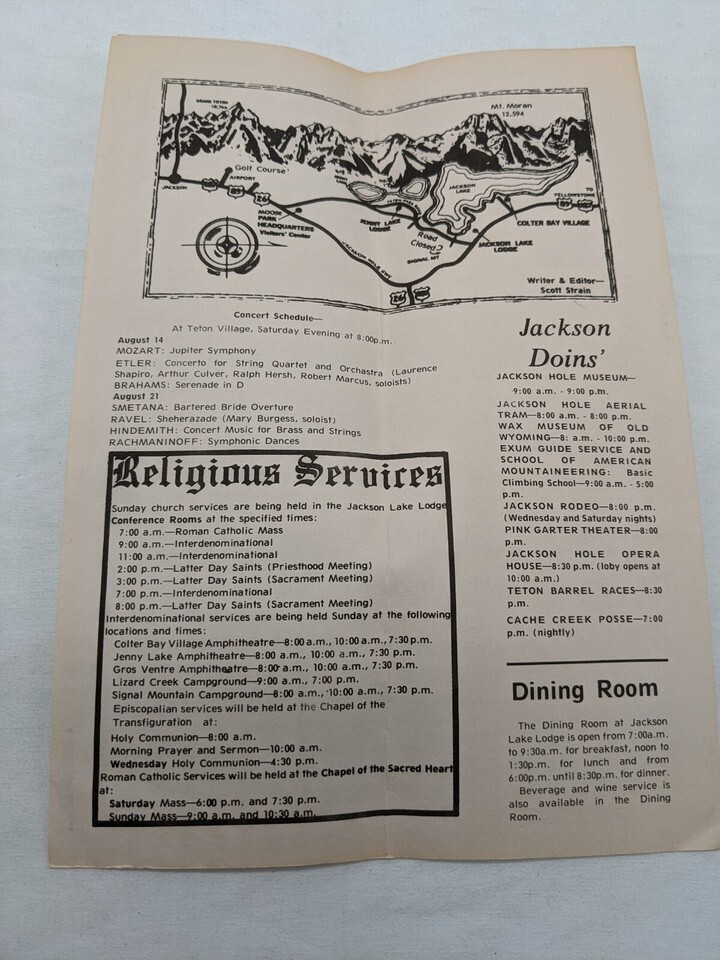 GRAND TETON
Mt. Moran
12,594
Golf Course
AIRPORT
JACKSON
26
MOOSE
PARK
HEADQUARTERS
Visitors' Center
JENNY LAKE
LODGE
JACKSON
LAKE
TO
YELLOWSTONE
COLTER BAY VILLAGE
Road
Closed
JACKSON LAKE
LODGE
SIGNAL MT
JACKSON HOLE HWY
26
Writer & Editor—
Scott Strain
Concert Schedule—
At Teton Village, Saturday Evening at 8:00p.m.
August 14
MOZART: Jupiter Symphony
ETLER: Concerto for String Quartet and Orchastra (Laurence
Shapiro, Arthur Culver, Ralph Hersh, Robert Marcus, soloists)
BRAHAMS: Serenade in D
August 21
SMETANA: Bartered Bride Overture
RAVEL: Sheherazade (Mary Burgess, soloist)
HINDEMITH: Concert Music for Brass and Strings
RACHMANINOFF: Symphonic Dances
Religious Services
Sunday church services are being held in the Jackson Lake Lodge
Conference Rooms at the specified times:
7:00 a.m.—Roman Catholic Mass
9:00 a.m.—Interdenominational
11:00 a.m.—Interdenominational
2:00 p.m.—Latter Day Saints (Priesthood Meeting)
3:00 p.m.—Latter Day Saints (Sacrament Meeting)
7:00 p.m.—Interdenominational
8:00 p.m.—Latter Day Saints (Sacrament Meeting)
Interdenominational services are being held Sunday at the following
locations and times:
Colter Bay Village Amphitheatre—8:00 a.m., 10:00 a.m., 7:30 p.m.
Jenny Lake Amphitheatre—8:00 a.m., 10:00 a.m., 7:30 p.m.
Gros Ventre Amphitheatre—8:00 a.m., 10:00 a.m., 7:30 p.m.
Lizard Creek Campground—9:00 a.m., 7:00 p.m.
Signal Mountain Campground—8:00 a.m., 10:00 a.m., 7:30 p.m.
Episcopalian services will be held at the Chapel of the
Transfiguration at:
Holy Communion—8:00 a.m.
Morning Prayer and Sermon—10:00 a.m.
Wednesday Holy Communion—4:30 p.m.
Roman Catholic Services will be held at the Chapel of the Sacred Heart
at:
Saturday Mass—6:00 p.m. and 7:30 p.m.
Sunday Mass—9:00 a.m. and 10:30 a.m.
Jackson
Doins'
JACKSON HOLE MUSEUM—
9:00 a.m. - 9:00 p.m.
JACKSON HOLE AERIAL
TRAM—8:00 a.m. - 8:00 p.m.
WAX MUSEUM OF OLD
WYOMING—8: a.m. - 10:00 p.m.
EXUM GUIDE SERVICE AND
SCHOOL OF AMERICAN
MOUNTAINEERING: Basic
Climbing School—9:00 a.m. - 5:00
p.m.
JACKSON RODEO—8:00 p.m.
(Wednesday and Saturday nights)
PINK GARTER THEATER—8:00
p.m.
JACKSON HOLE OPERA
HOUSE—8:30 p.m. (loby opens at
10:00 a.m.)
TETON BARREL RACES—8:30
p.m.
CACHE CREEK POSSE—7:00
p.m. (nightly)
Dining Room
The Dining Room at Jackson
Lake Lodge is open from 7:00a.m.
to 9:30a.m. for breakfast, noon to
1:30p.m. for lunch and from
6:00p.m. until 8:30p.m. for dinner.
Beverage and wine service is
also available in the Dining
Room.